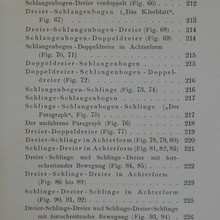 Schlangenbogen-Dreier verdoppelt (Fig. 66) . . . 212
Dreier-Schlangenbogen („Das Kleeblatt",
Fig. 67) . . . 213
Dreier-Schlangenbogen-Dreier (Fig. 68) . . 214
Schlangenbogen-Doppeldreier (Fig. 69) . . 214
Schlangenbogen-Doppeldreier in Achterform
(Fig. 70, 71) . . . 215
Doppeldreier-Schlangenbogen . . . 215
Doppeldreier-Schlangenbogen-Doppel-
dreier (Fig. 72) . . . 216
Schlangenbogen-Schlinge (Fig. 73, 74) . . 216
Schlinge-Schlangenbogen . . . 217
Schlinge-Schlangenbogen-Schlinge („Der
Paragraph", Fig. 75) . . . 217
Der umfahrene Paragraph (Fig. 76) . . . 218
Dreier-Doppeldreier (Fig. 77) . . . 219
Dreier-Schlinge in Achterform (Fig. 78, 79, 80) 219
Schlinge-Dreier in Achterform (Fig. 81, 82, 83) 221
Dreier-Schlinge und Schlinge-Dreier mit fort-
schreitender Bewegung (Fig. 84, 85) . . 221
Dreier-Schlinge-Dreier in Achterform
(Fig. 86 bis 89) . . . 222
Schlinge-Dreier-Schlinge in Achterform
(Fig. 90, 91, 92) . . . 225
Dreier-Schlinge-Dreier und Schlinge-Dreier-Schlinge
mit fortschreitender Bewegung (Fig. 93, 94) 226